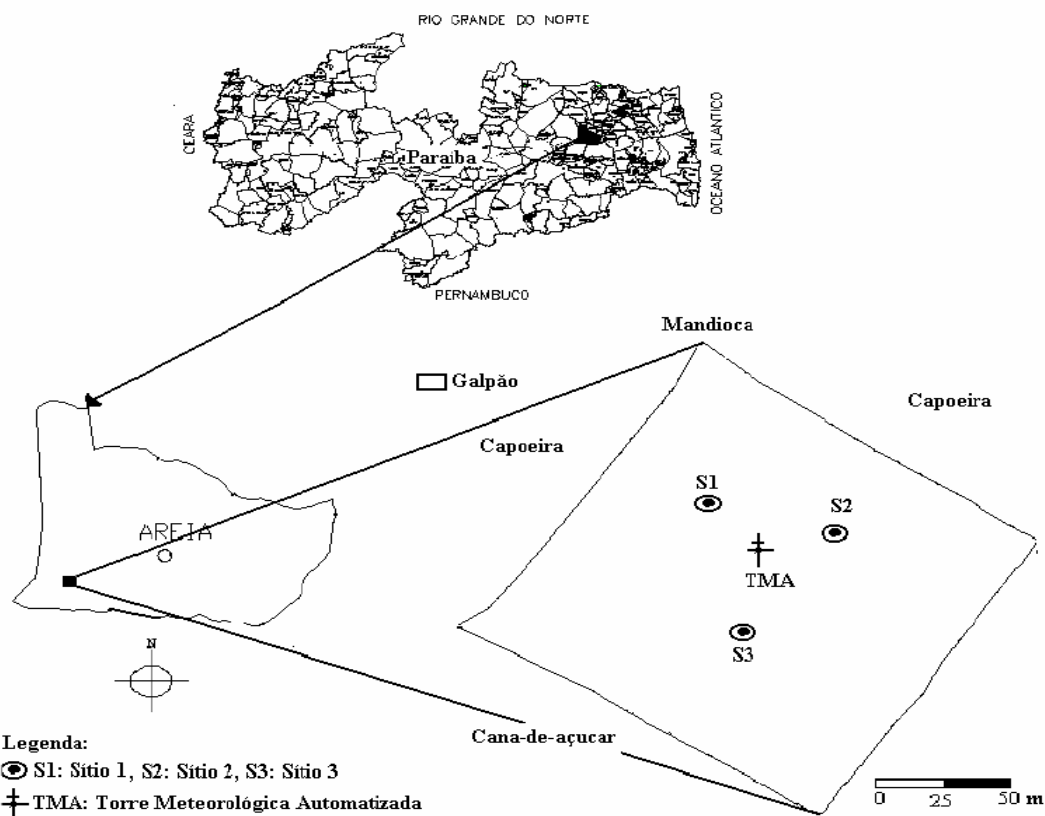 RIO GRANDE DO NORTE
CEARA
Paraíba
OCEANO ATLANTICO
PERNAMBUCO
Mandioca
Galpão
Capoeira
Capoeira
S1
S2
AREIA
TMA
N
S3
Cana-de-açucar
Legenda:
S1: Sítio 1, S2: Sítio 2, S3: Sítio 3
TMA: Torre Meteorológica Automatizada
0 25 50 m